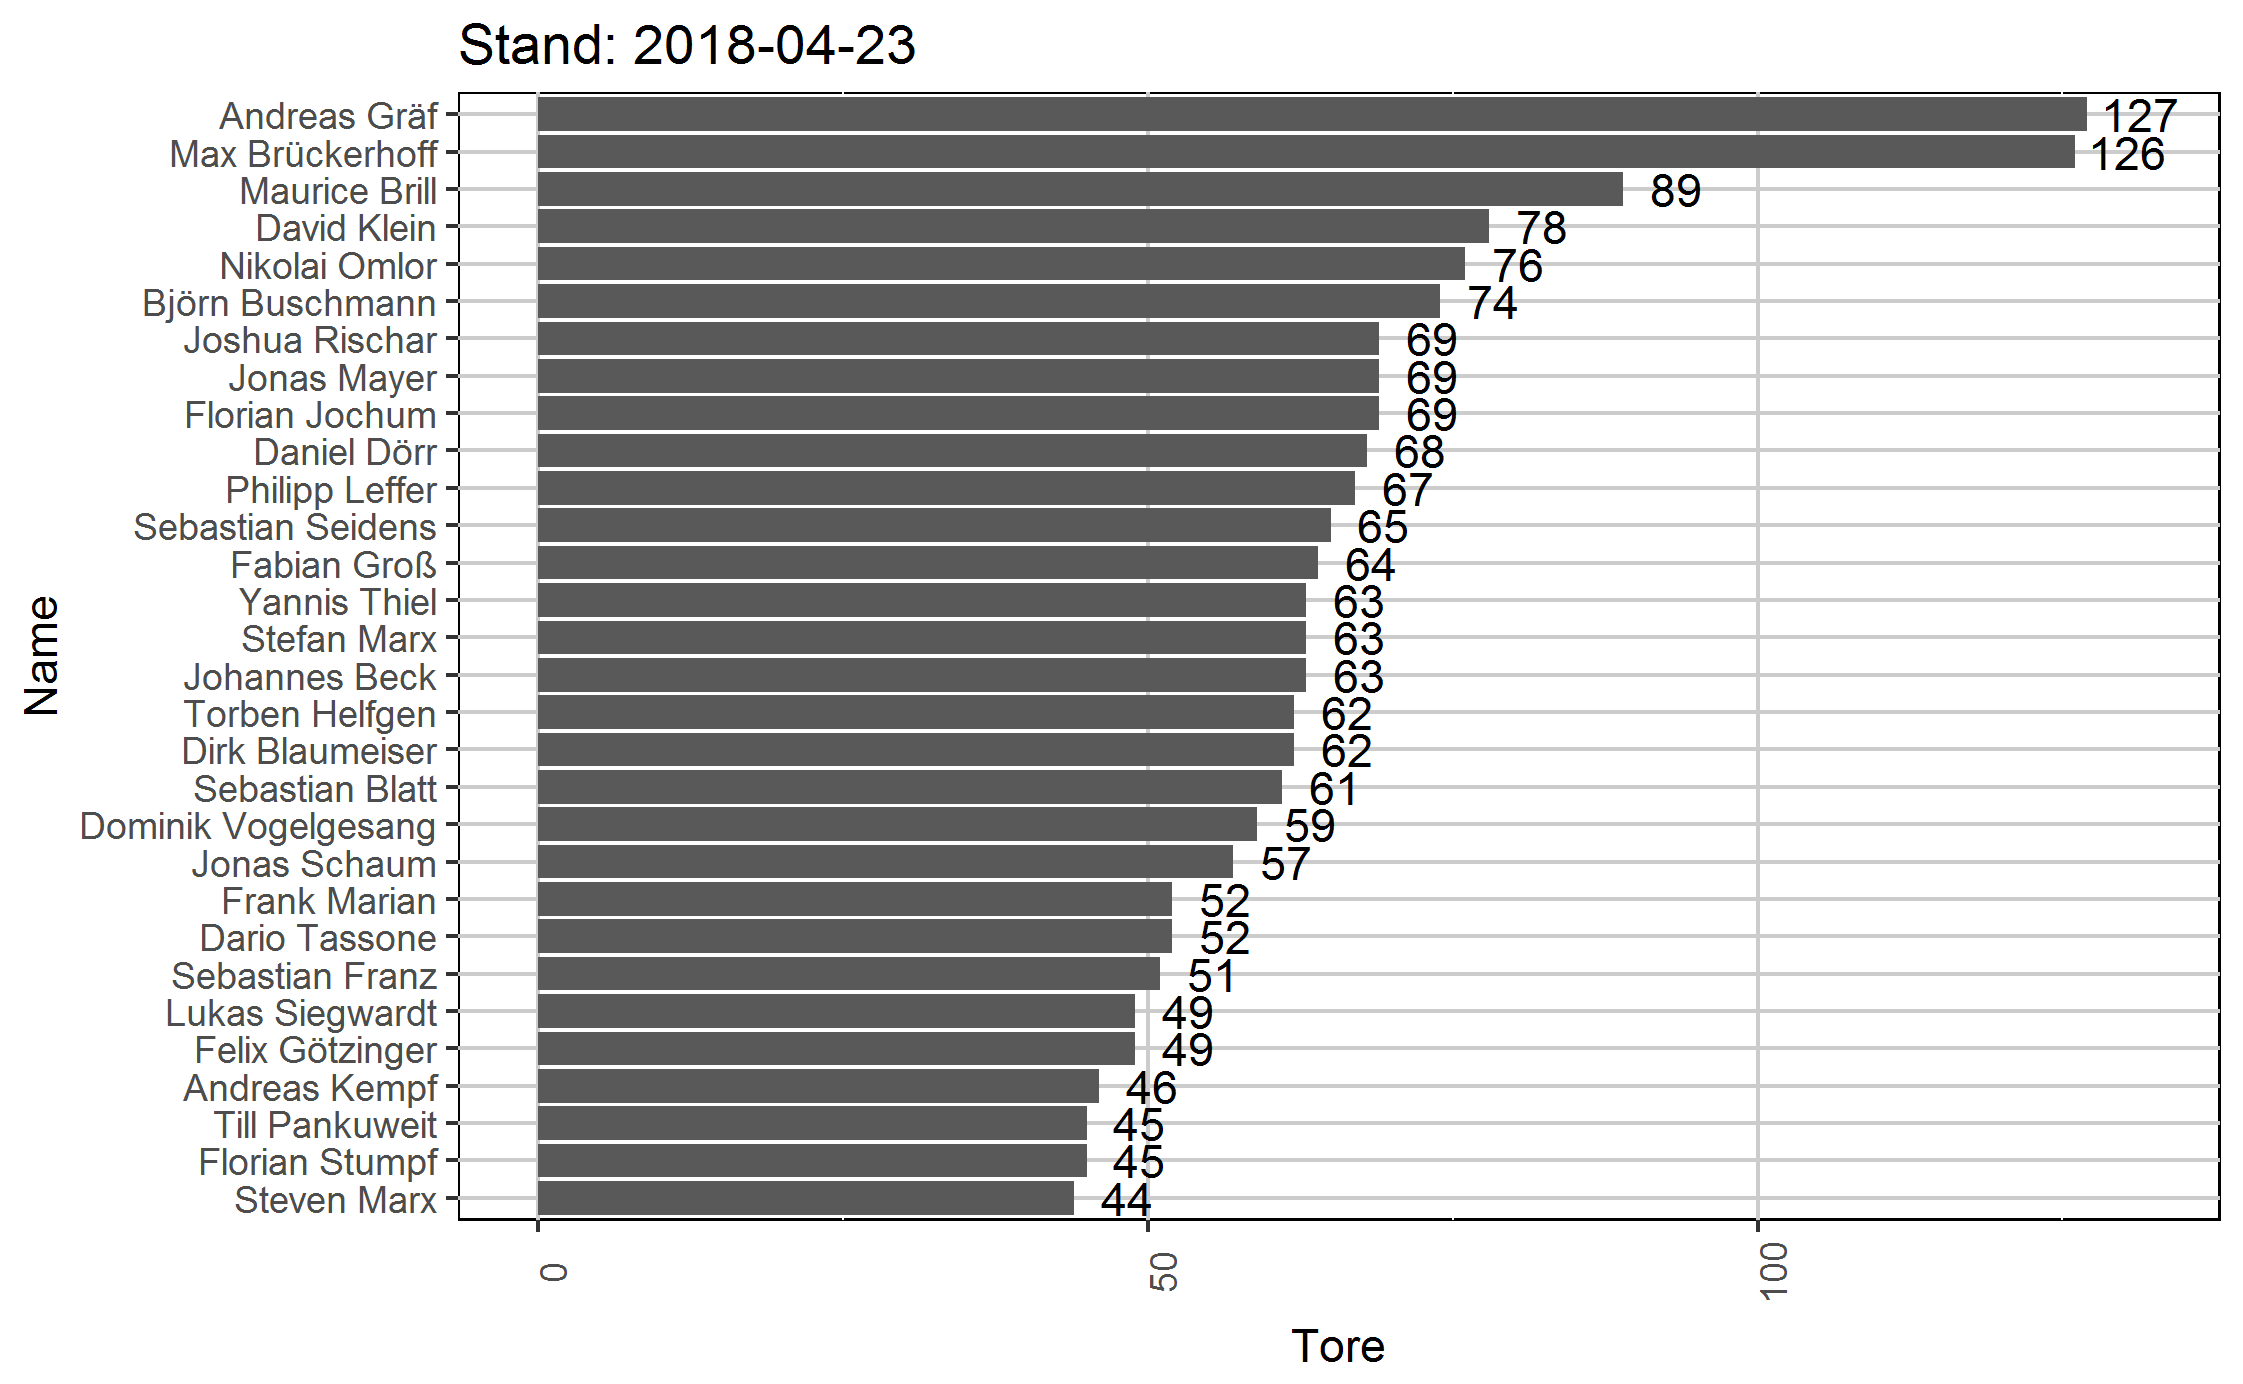 Stand: 2018-04-23
Name
Andreas Gräf 127
Max Brückerhoff 126
Maurice Brill 89
David Klein 78
Nikolai Omlor 76
Björn Buschmann 74
Joshua Rischar 69
Jonas Mayer 69
Florian Jochum 69
Daniel Dörr 68
Philipp Leffer 67
Sebastian Seidens 65
Fabian Groß 64
Yannis Thiel 63
Stefan Marx 63
Johannes Beck 63
Torben Helfgen 62
Dirk Blaumeiser 62
Sebastian Blatt 61
Dominik Vogelgesang 59
Jonas Schaum 57
Frank Marian 52
Dario Tassone 52
Sebastian Franz 51
Lukas Siegwardt 49
Felix Götzinger 49
Andreas Kempf 46
Till Pankuweit 45
Florian Stumpf 45
Steven Marx 44
0 50 100
Tore